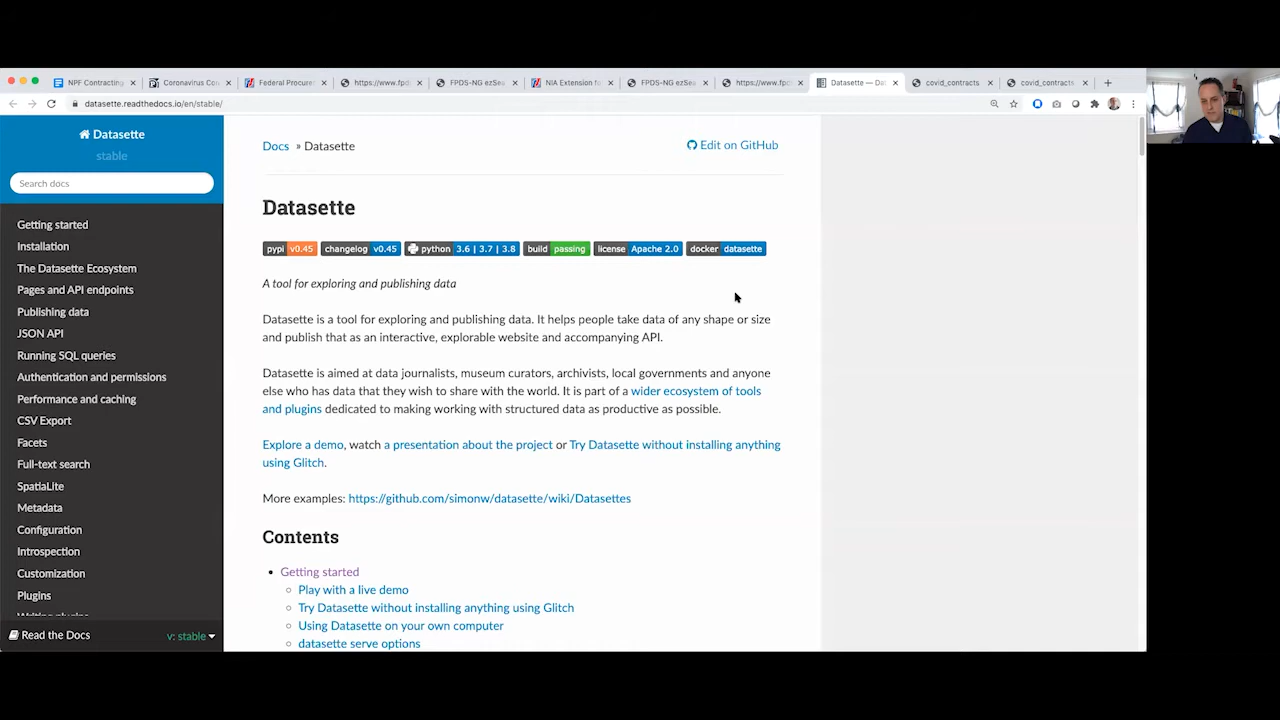 NPF Contracting
Coronavirus Con
Federal Procure
https://www.fpd
FPDS-NG ezSea
NIA Extension fo
FPDS-NG ezSea
https://www.fpd
Datasette — Dat
covid_contracts
covid_contracts
datasette.readthedocs.io/en/stable/
Datasette
stable
Search docs
Getting started
Installation
The Datasette Ecosystem
Pages and API endpoints
Publishing data
JSON API
Running SQL queries
Authentication and permissions
Performance and caching
CSV Export
Facets
Full-text search
SpatiaLite
Metadata
Configuration
Introspection
Customization
Plugins
Writing plugins
Read the Docs
v: stable
Docs » Datasette
Edit on GitHub
Datasette
pypi v0.45 changelog v0.45 python 3.6 | 3.7 | 3.8 build passing license Apache 2.0 docker datasette
A tool for exploring and publishing data
Datasette is a tool for exploring and publishing data. It helps people take data of any shape or size
and publish that as an interactive, explorable website and accompanying API.
Datasette is aimed at data journalists, museum curators, archivists, local governments and anyone
else who has data that they wish to share with the world. It is part of a wider ecosystem of tools
and plugins dedicated to making working with structured data as productive as possible.
Explore a demo, watch a presentation about the project or Try Datasette without installing anything
using Glitch.
More examples: https://github.com/simonw/datasette/wiki/Datasettes
Contents
• Getting started
◦ Play with a live demo
◦ Try Datasette without installing anything using Glitch
◦ Using Datasette on your own computer
◦ datasette serve options